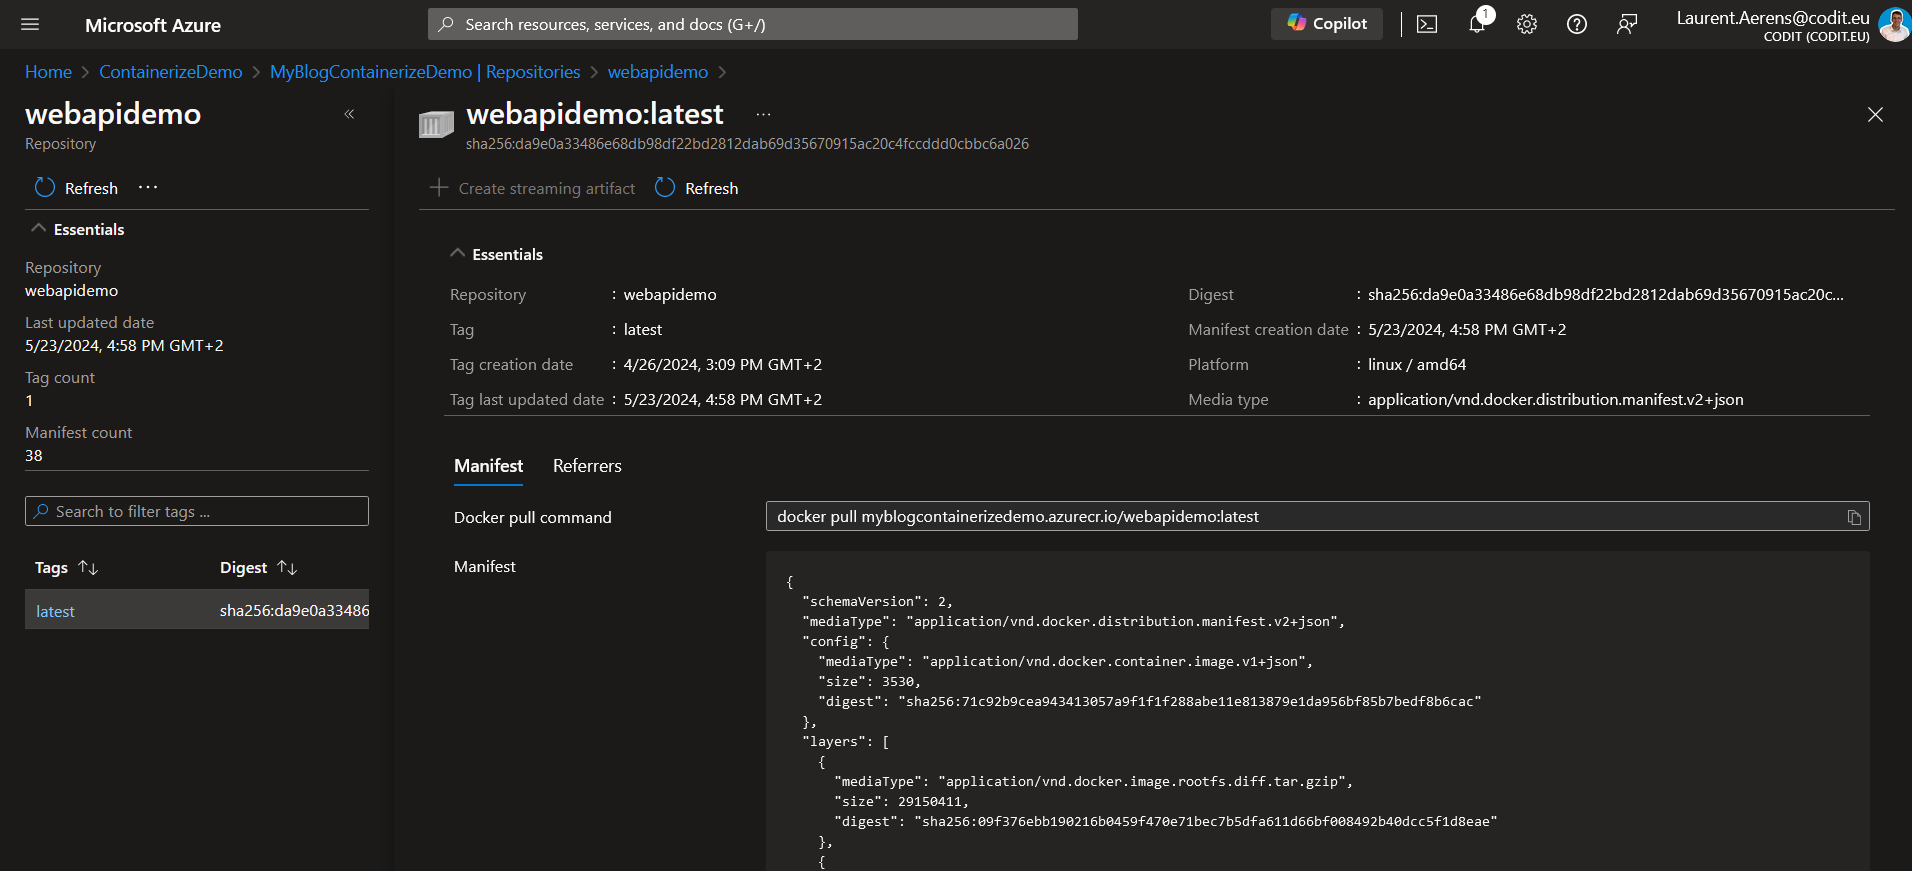 Microsoft Azure
Search resources, services, and docs (G+/)
Copilot
1
Laurent.Aerens@codit.eu
CODIT (CODIT.EU)
Home > ContainerizeDemo > MyBlogContainerizeDemo | Repositories > webapidemo >
webapidemo
Repository
Refresh ...
Essentials
Repository
webapidemo
Last updated date
5/23/2024, 4:58 PM GMT+2
Tag count
1
Manifest count
38
Search to filter tags ...
Tags Digest
latest sha256:da9e0a33486
webapidemo:latest ...
sha256:da9e0a33486e68db98df22bd2812dab69d35670915ac20c4fccddd0cbbc6a026
Create streaming artifact Refresh
Essentials
Repository : webapidemo
Tag : latest
Tag creation date : 4/26/2024, 3:09 PM GMT+2
Tag last updated date : 5/23/2024, 4:58 PM GMT+2
Digest : sha256:da9e0a33486e68db98df22bd2812dab69d35670915ac20c...
Manifest creation date : 5/23/2024, 4:58 PM GMT+2
Platform : linux / amd64
Media type : application/vnd.docker.distribution.manifest.v2+json
Manifest Referrers
Docker pull command docker pull myblogcontainerizedemo.azurecr.io/webapidemo:latest
Manifest
{
"schemaVersion": 2,
"mediaType": "application/vnd.docker.distribution.manifest.v2+json",
"config": {
"mediaType": "application/vnd.docker.container.image.v1+json",
"size": 3530,
"digest": "sha256:71c92b9cea943413057a9f1f1f288abe11e813879e1da956bf85b7bedf8b6cac"
},
"layers": [
{
"mediaType": "application/vnd.docker.image.rootfs.diff.tar.gzip",
"size": 29150411,
"digest": "sha256:09f376ebb190216b0459f470e71bec7b5dfa611d66bf008492b40dcc5f1d8eae"
},
{